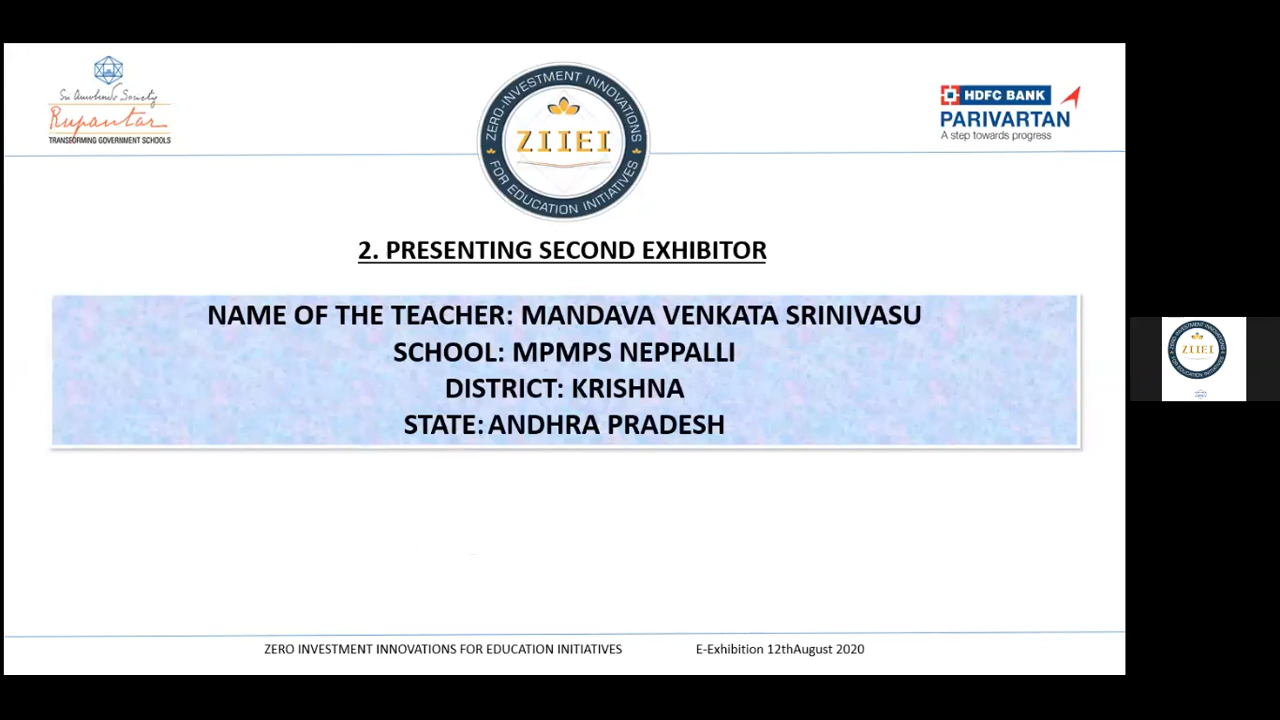 Sri Aurobindo Society
Rupantar
TRANSFORMING GOVERNMENT SCHOOLS
ZERO-INVESTMENT INNOVATIONS
ZIIEI
FOR EDUCATION INITIATIVES
HDFC BANK
PARIVARTAN
A step towards progress
2. PRESENTING SECOND EXHIBITOR
NAME OF THE TEACHER: MANDAVA VENKATA SRINIVASU
SCHOOL: MPMPS NEPPALLI
DISTRICT: KRISHNA
STATE: ANDHRA PRADESH
ZIIEI
ZERO INVESTMENT INNOVATIONS FOR EDUCATION INITIATIVES
E-Exhibition 12thAugust 2020